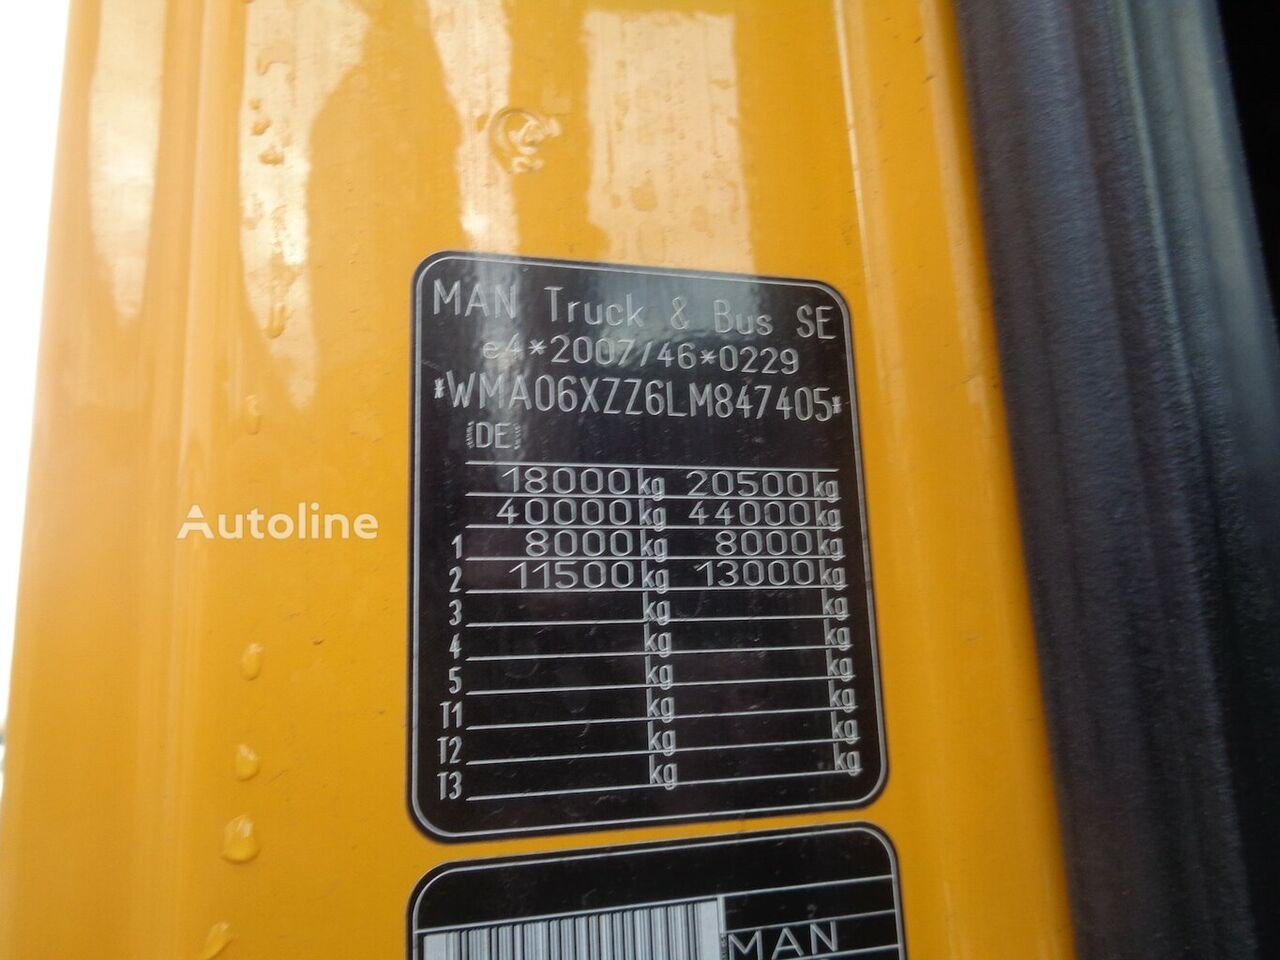 MAN Truck & Bus SE
e4*2007/46*0229
*WMA06XZZ6LM847405*
DE
18000kg 20500kg
40000kg 44000kg
1 8000kg 8000kg
2 11500kg 13000kg
3 kg kg
4 kg kg
5 kg kg
T1 kg kg
T2 kg kg
T3 kg kg
MAN
Autoline